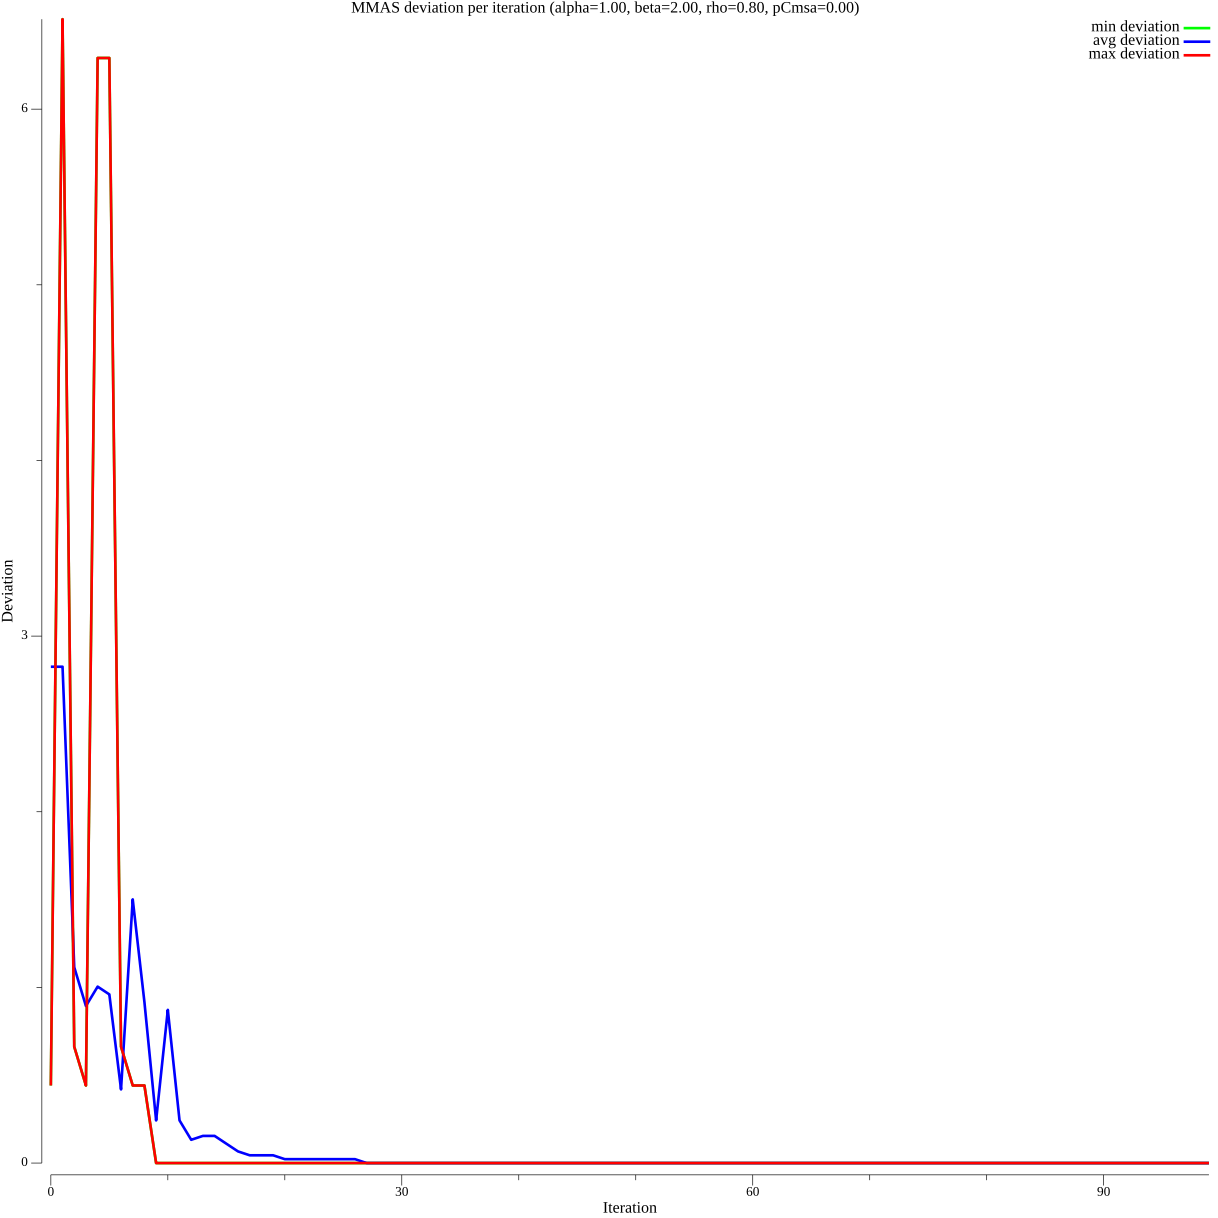 MMAS deviation per iteration (alpha=1.00, beta=2.00, rho=0.80, pCmsa=0.00)
min deviation
avg deviation
max deviation
6
3
0
Deviation
0 30 60 90
Iteration